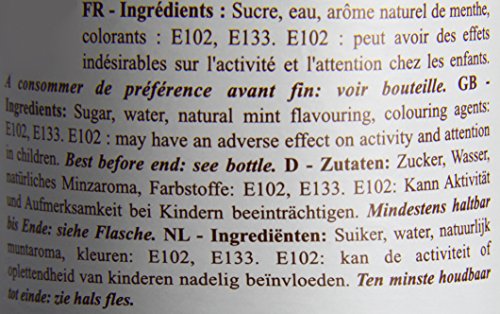 FR - Ingrédients : Sucre, eau, arôme naturel de menthe,
colorants : E102, E133. E102 : peut avoir des effets
indésirables sur l'activité et l'attention chez les enfants.
A consommer de préférence avant fin: voir bouteille. GB -
Ingredients: Sugar, water, natural mint flavouring, colouring agents:
E102, E133. E102 : may have an adverse effect on activity and attention
in children. Best before end: see bottle. D - Zutaten: Zucker, Wasser,
natürliches Minzaroma, Farbstoffe: E102, E133. E102: Kann Aktivität
und Aufmerksamkeit bei Kindern beeinträchtigen. Mindestens haltbar
bis Ende: siehe Flasche. NL - Ingrediënten: Suiker, water, natuurlijk
muntaroma, kleuren: E102, E133. E102: kan de activiteit of
oplettendheid van kinderen nadelig beïnvloeden. Ten minste houdbaar
tot einde: zie hals fles.